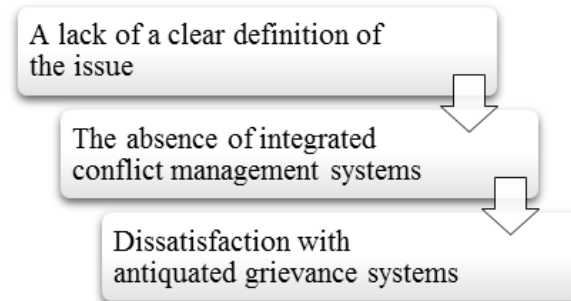 A lack of a clear definition of
the issue
The absence of integrated
conflict management systems
Dissatisfaction with
antiquated grievance systems